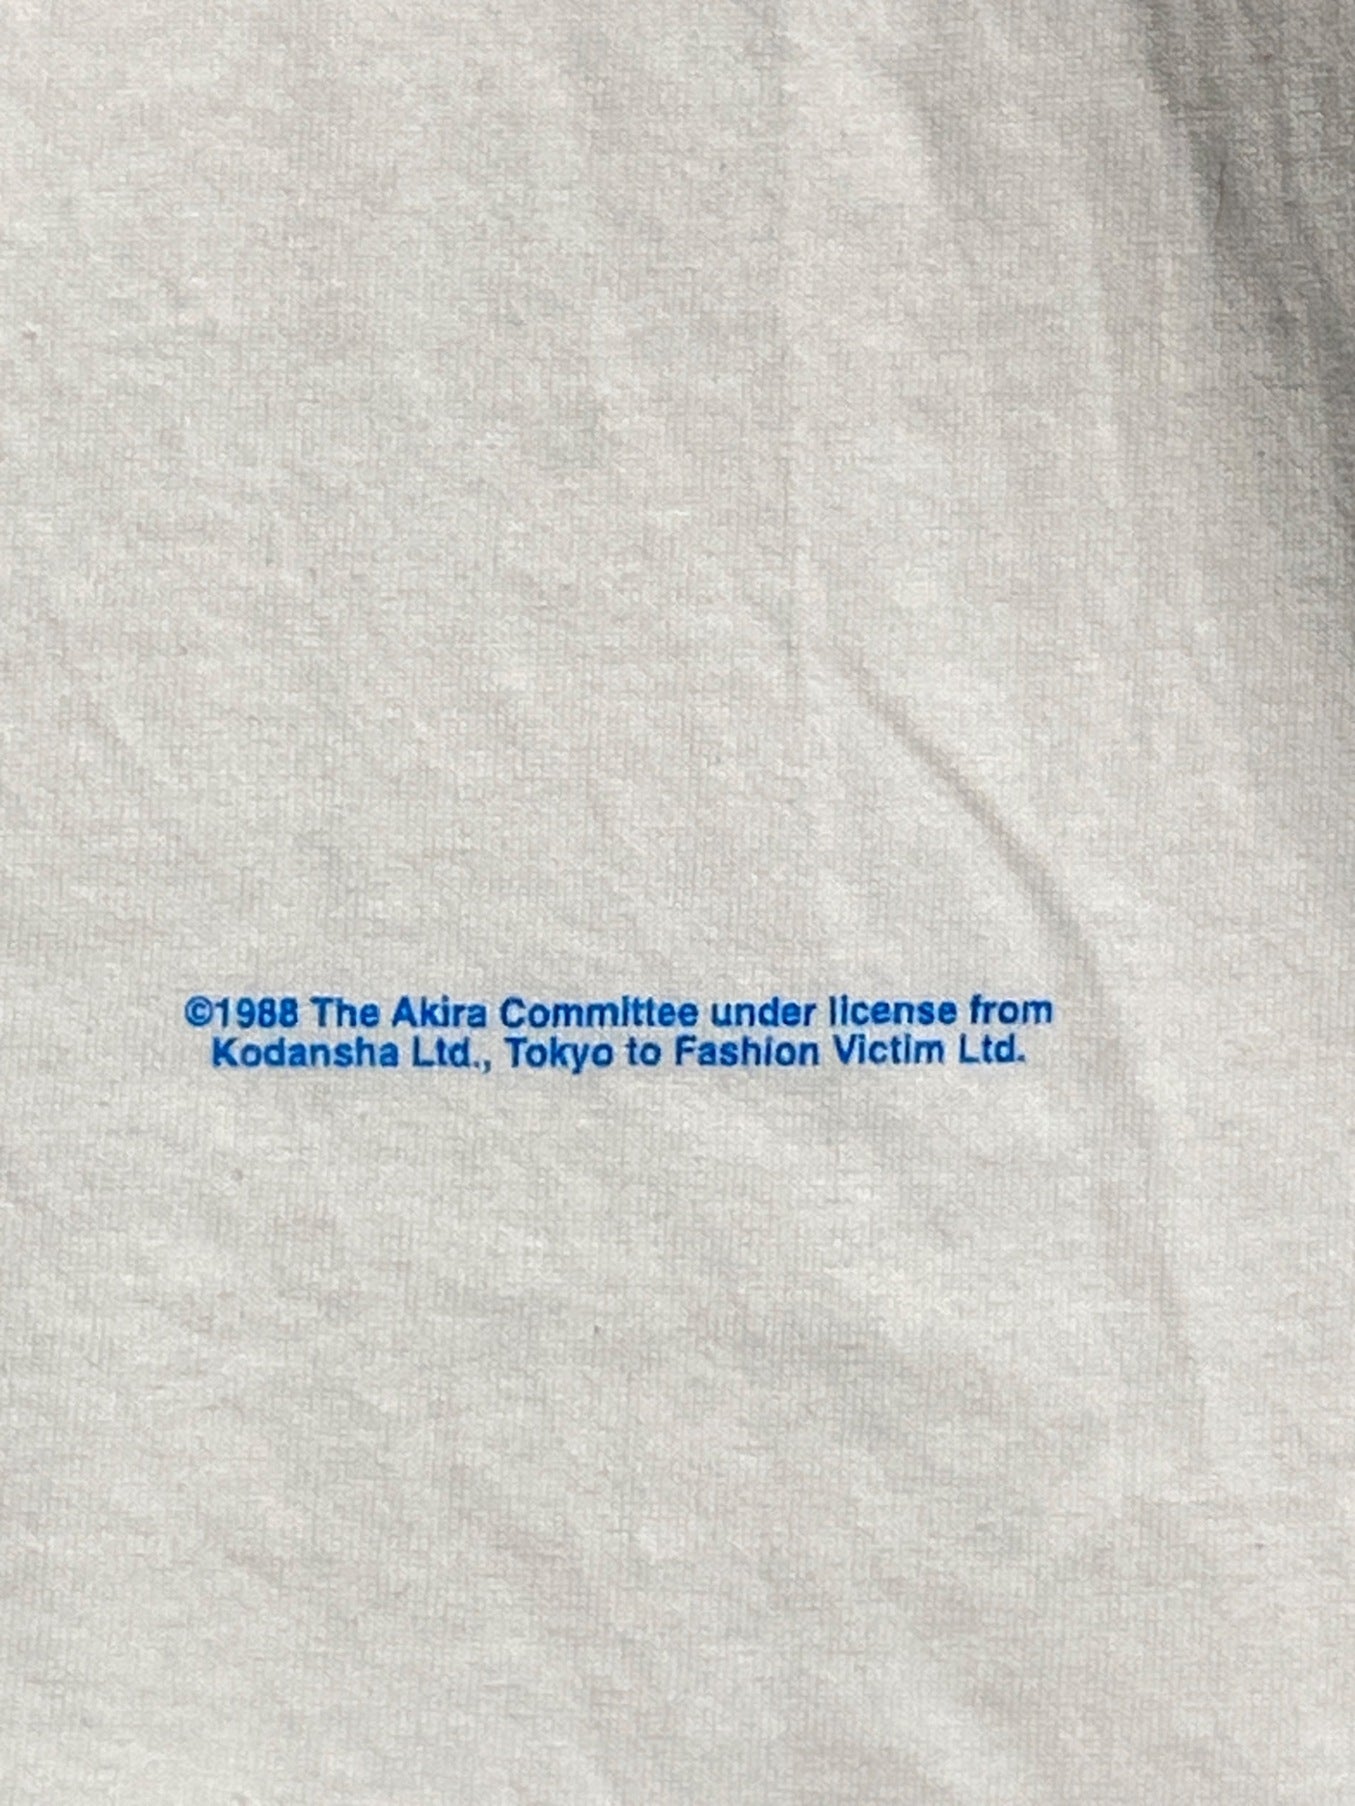 ©1988 The Akira Committee under license from
Kodansha Ltd., Tokyo to Fashion Victim Ltd.